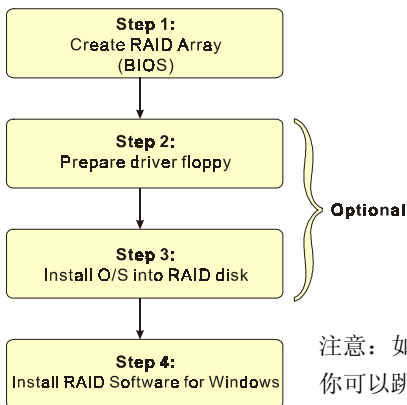 Step 1:
Create RAID Array
(BIOS)
Step 2:
Prepare driver floppy
Optional
Step 3:
Install O/S into RAID disk
Step 4:
Install RAID Software for Windows
注意：如
你可以跳